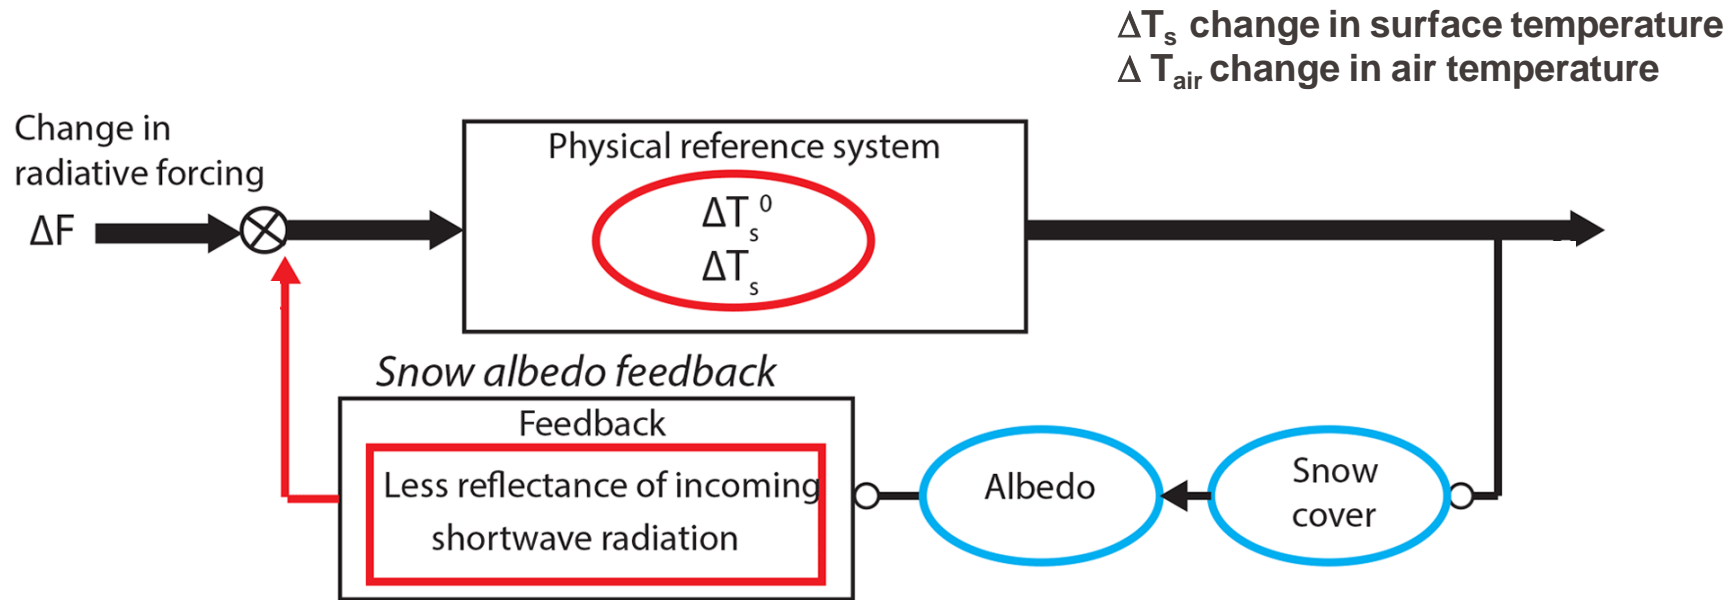 ΔTs change in surface temperature
Δ Tair change in air temperature
Change in
radiative forcing
ΔF
Physical reference system
ΔTs⁰
ΔTs
Snow albedo feedback
Feedback
Less reflectance of incoming
shortwave radiation
Albedo
Snow
cover